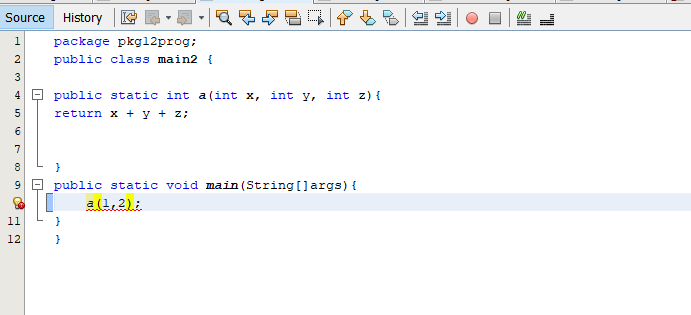 Source History
1 package pkg12prog;
2 public class main2 {
3
4 public static int a(int x, int y, int z){
5 return x + y + z;
6
7
8 }
9 public static void main(String[]args){
a(1,2);
11 }
12 }